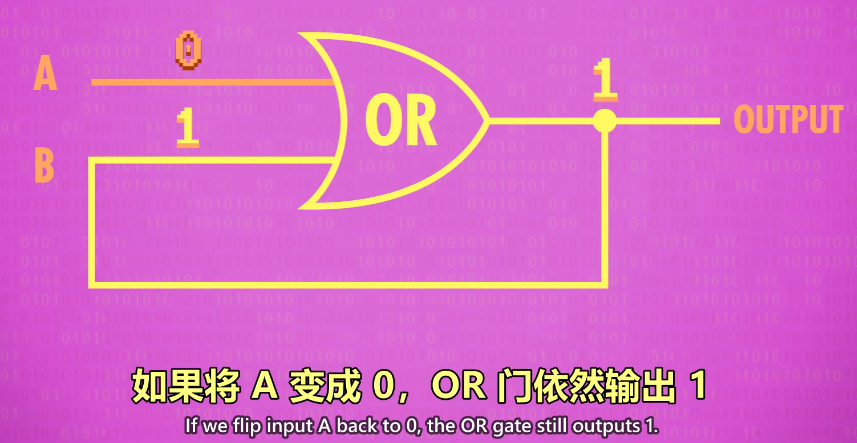 A 0
1
B
OR
1
OUTPUT
如果将 A 变成 0，OR 门依然输出 1
If we flip input A back to 0, the OR gate still outputs 1.